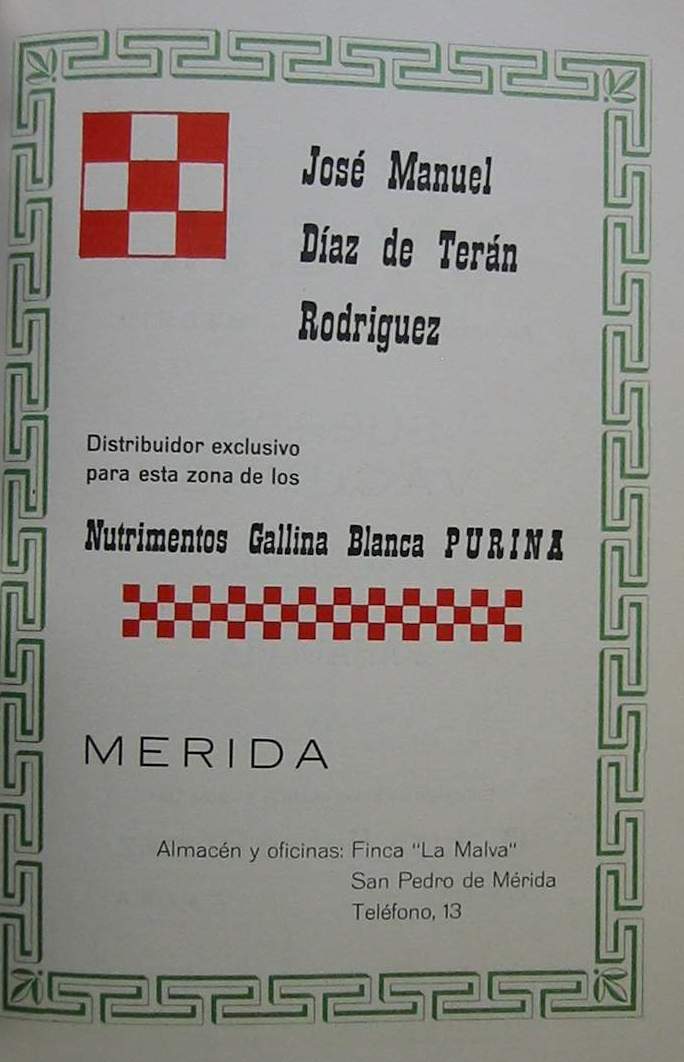 José Manuel
Díaz de Terán
Rodriguez
Distribuidor exclusivo
para esta zona de los
Nutrimentos Gallina Blanca PURINA
MERIDA
Almacén y oficinas: Finca "La Malva"
San Pedro de Mérida
Teléfono, 13